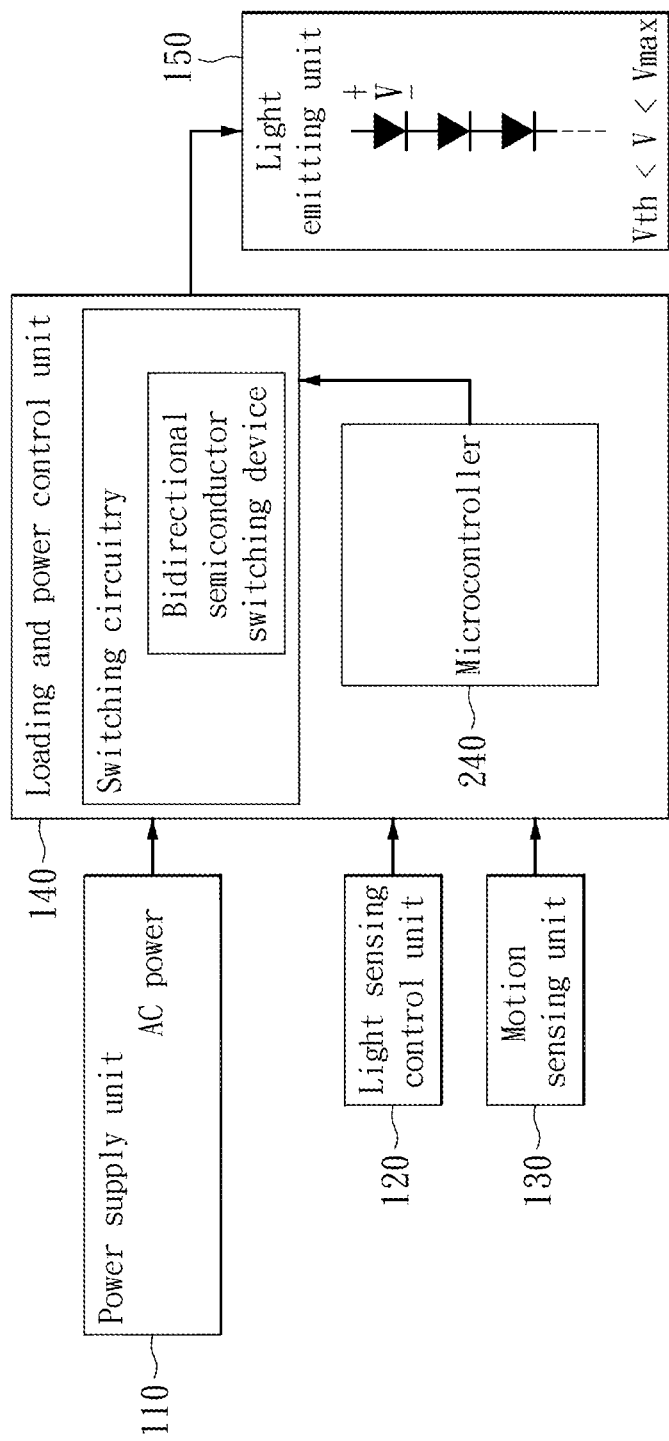 Power supply unit
AC power
110
Light sensing
control unit
120
Motion
sensing unit
130
140
Loading and power control unit
Switching circuitry
Bidirectional
semiconductor
switching device
Microcontroller
240
150
Light
emitting unit
+
V
−
Vth < V < Vmax